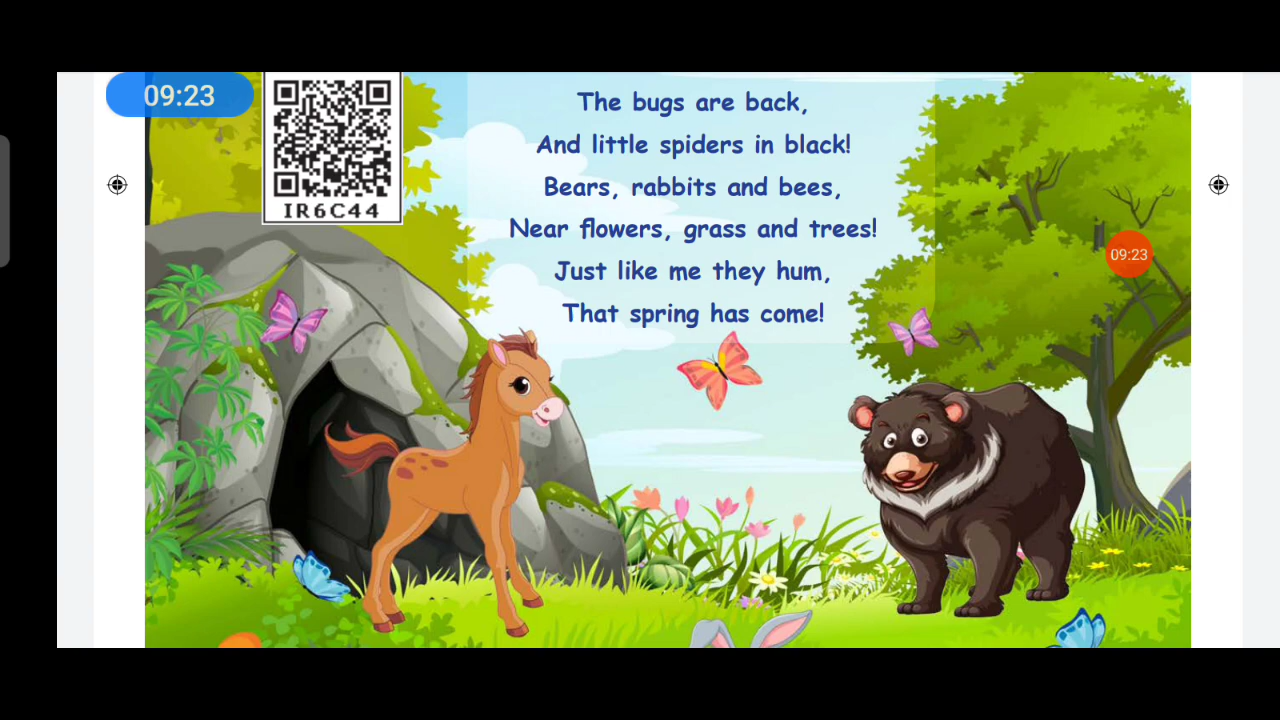 09:23
IR6C44
The bugs are back,
And little spiders in black!
Bears, rabbits and bees,
Near flowers, grass and trees!
Just like me they hum,
That spring has come!
09:23